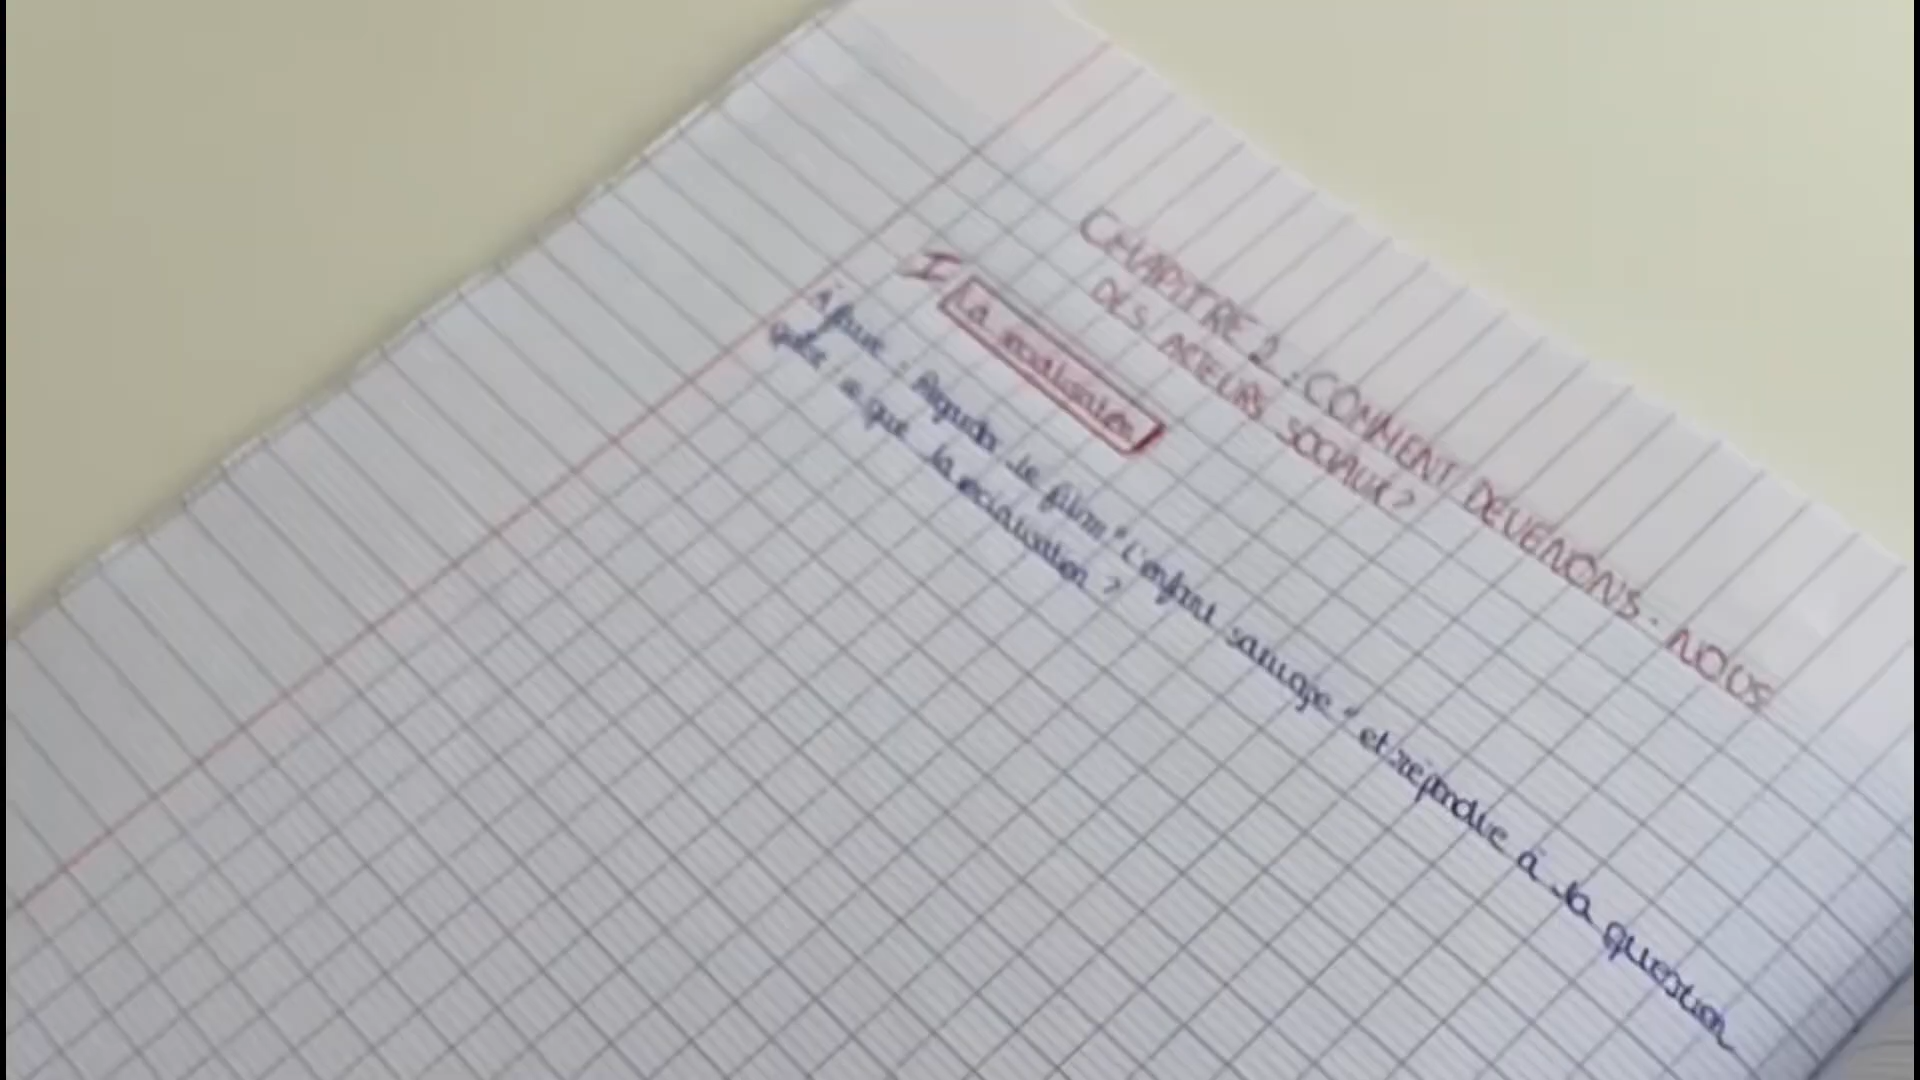 CHAPITRE 2 : COMMENT DEVENONS-NOUS
DES ACTEURS SOCIAUX ?
I
La socialisation
À faire : Regarder le film "L'enfant sauvage" et répondre à la question
qu'est ce que la socialisation ?